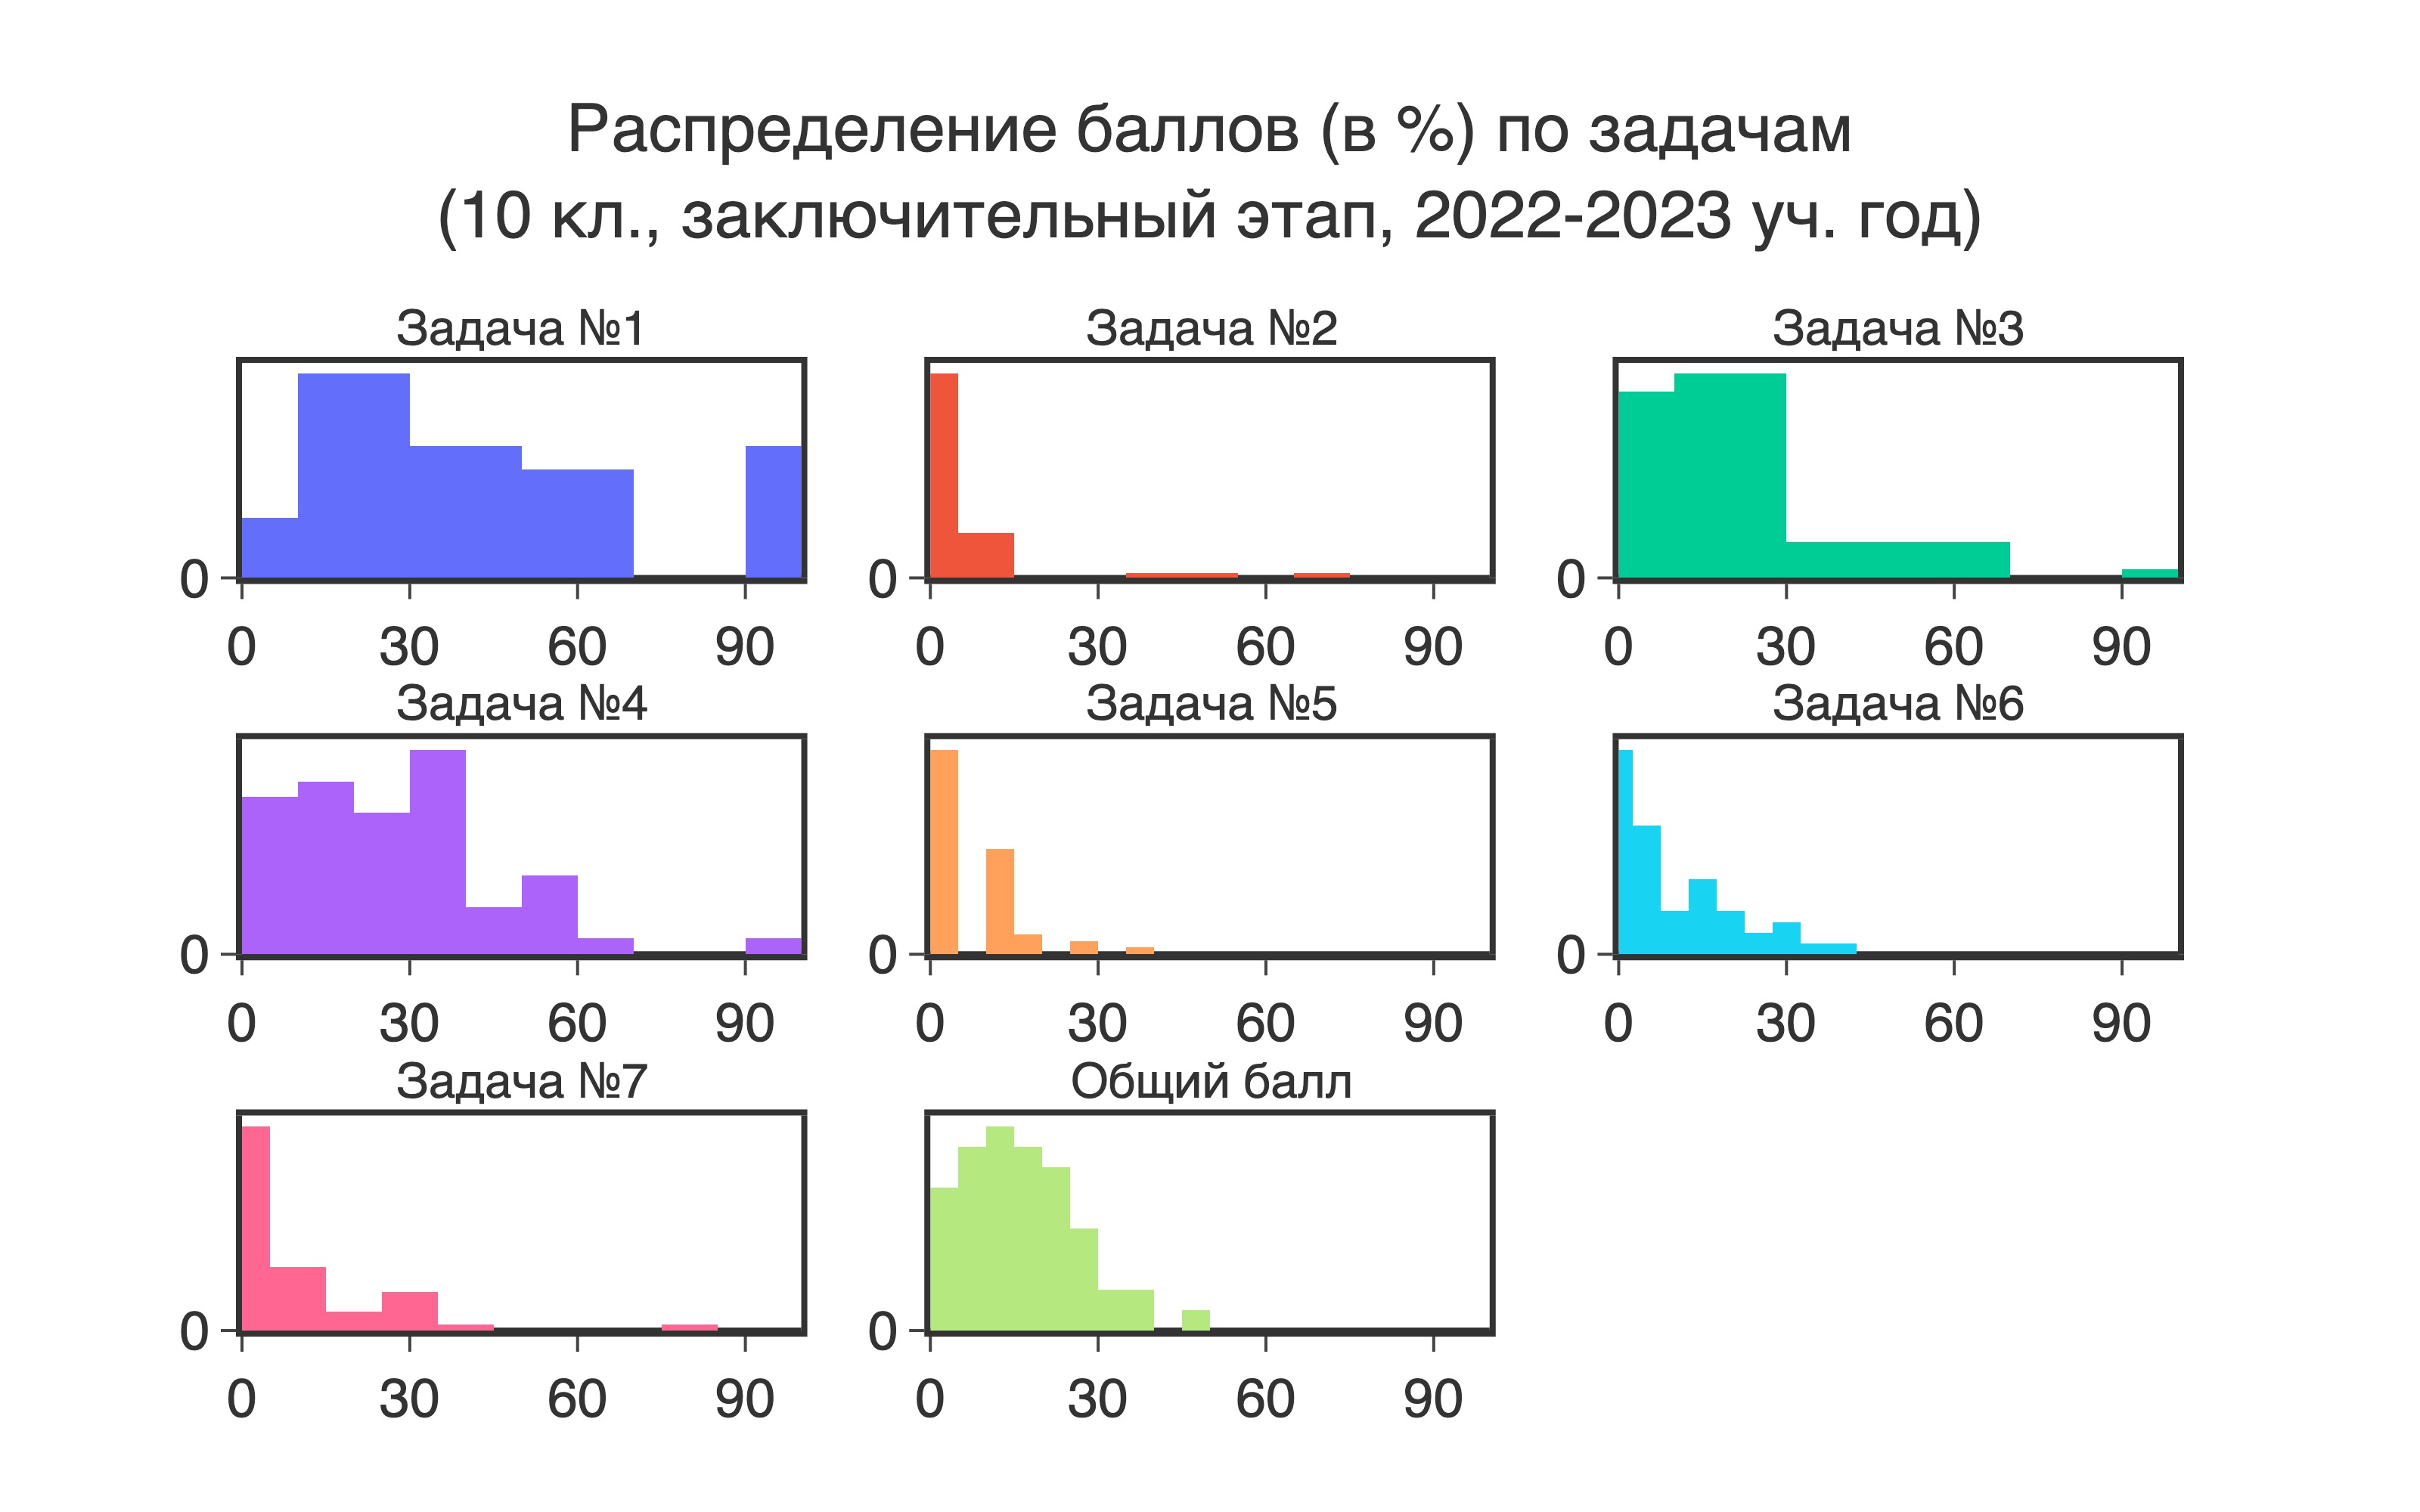 Распределение баллов (в %) по задачам
(10 кл., заключительный этап, 2022-2023 уч. год)
Задача №1
0
0 30 60 90
Задача №2
0
0 30 60 90
Задача №3
0
0 30 60 90
Задача №4
0
0 30 60 90
Задача №5
0
0 30 60 90
Задача №6
0
0 30 60 90
Задача №7
0
0 30 60 90
Общий балл
0
0 30 60 90